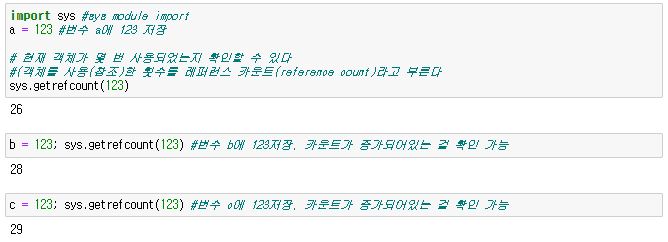 import sys #sys module import
a = 123 #변수 a에 123 저장
# 현재 객체가 몇 번 사용되었는지 확인할 수 있다
#(객체를 사용(참조)한 횟수를 레퍼런스 카운트(reference count)라고 부른다
sys.getrefcount(123)
26
b = 123; sys.getrefcount(123) #변수 b에 123저장. 카운트가 증가되어있는 걸 확인 가능
28
c = 123; sys.getrefcount(123) #변수 c에 123저장. 카운트가 증가되어있는 걸 확인 가능
29